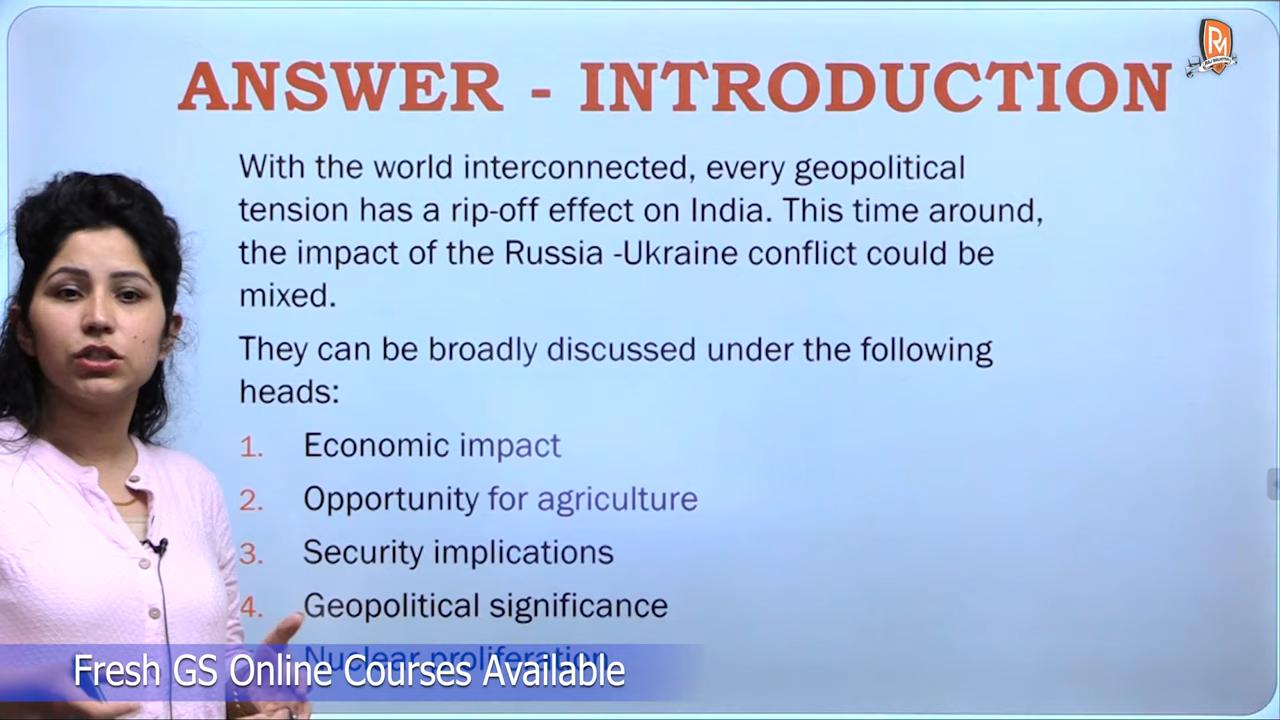 ANSWER - INTRODUCTION
With the world interconnected, every geopolitical
tension has a rip-off effect on India. This time around,
the impact of the Russia -Ukraine conflict could be
mixed.
They can be broadly discussed under the following
heads:
1. Economic impact
2. Opportunity for agriculture
3. Security implications
4. Geopolitical significance
Nuclear proliferation
Fresh GS Online Courses Available